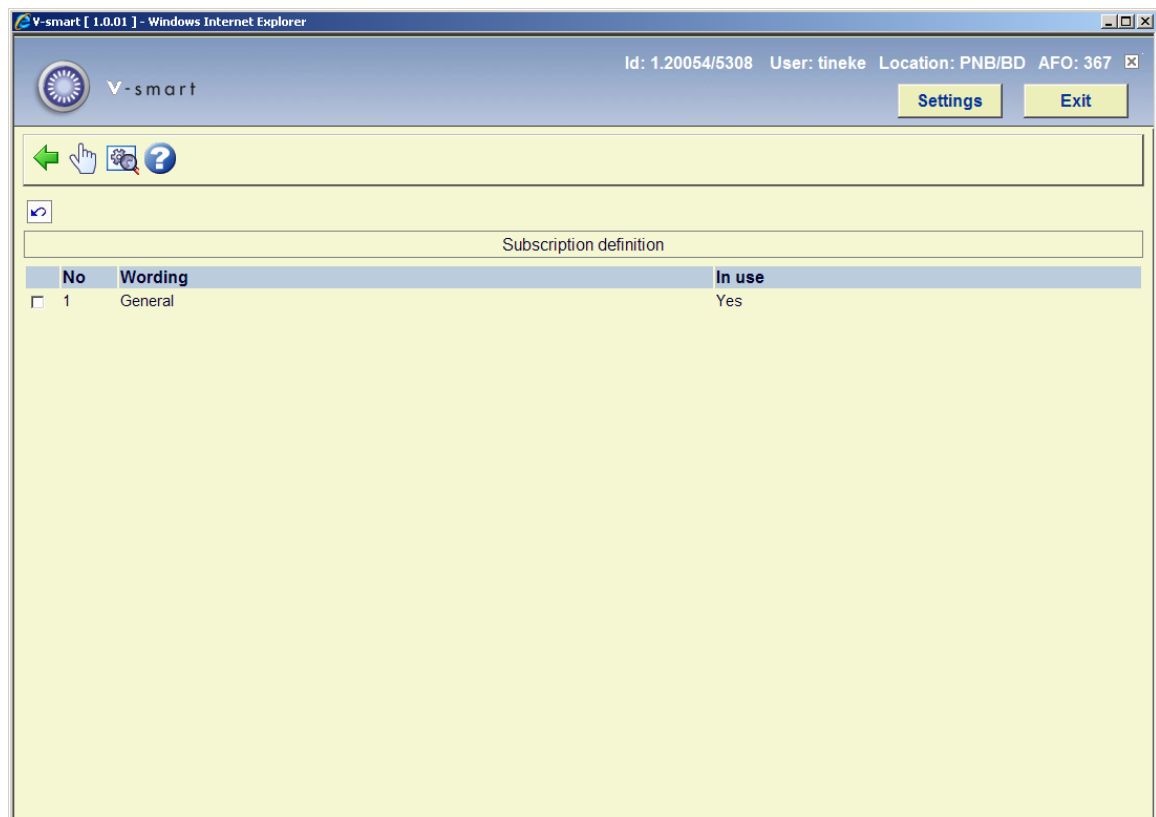 V-smart [ 1.0.01 ] - Windows Internet Explorer
Id: 1.20054/5308 User: tineke Location: PNB/BD AFO: 367
V-smart
Settings Exit
Subscription definition
No Wording In use
1 General Yes